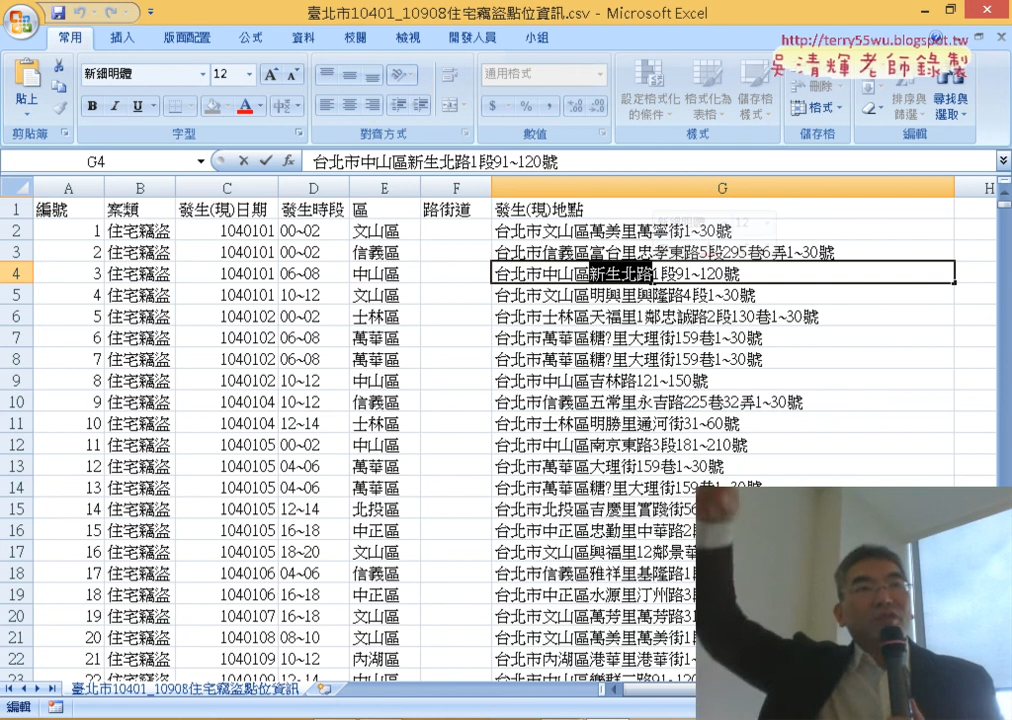 臺北市10401_10908住宅竊盜點位資訊.csv - Microsoft Excel
常用 插入 版面配置 公式 資料 校閱 檢視 開發人員 小組
http://terry55wu.blogspot.tw
吳清輝老師錄製
貼上 新細明體 12 通用格式 設定格式化的條件 格式化為表格 儲存格樣式 刪除 格式 排序與篩選 尋找與選取
B I U A 中 $ % ,
剪貼簿 字型 對齊方式 數值 樣式 儲存格 編輯
G4 fx 台北市中山區新生北路1段91~120號
A B C D E F G H
1 編號 案類 發生(現)日期 發生時段 區 路街道 發生(現)地點
2 1 住宅竊盜 1040101 00~02 文山區 台北市文山區萬美里萬寧街1~30號
3 2 住宅竊盜 1040101 00~02 信義區 台北市信義區富台里忠孝東路5段295巷6弄1~30號
4 3 住宅竊盜 1040101 06~08 中山區 台北市中山區新生北路1段91~120號
5 4 住宅竊盜 1040101 10~12 文山區 台北市文山區明興里興隆路4段1~30號
6 5 住宅竊盜 1040101 00~02 士林區 台北市士林區天福里1鄰忠誠路2段130巷1~30號
7 6 住宅竊盜 1040102 06~08 萬華區 台北市萬華區糖?里大理街159巷1~30號
8 7 住宅竊盜 1040102 06~08 萬華區 台北市萬華區糖?里大理街159巷1~30號
9 8 住宅竊盜 1040102 10~12 中山區 台北市中山區吉林路121~150號
10 9 住宅竊盜 1040104 10~12 信義區 台北市信義區五常里永吉路225巷32弄1~30號
11 10 住宅竊盜 1040104 12~14 士林區 台北市士林區明勝里通河街31~60號
12 11 住宅竊盜 1040105 00~02 中山區 台北市中山區南京東路3段181~210號
13 12 住宅竊盜 1040105 04~06 萬華區 台北市萬華區大理街159巷1~30號
14 13 住宅竊盜 1040105 04~06 萬華區 台北市萬華區糖?里大理街159巷1~30號
15 14 住宅竊盜 1040105 12~14 北投區 台北市北投區吉慶里實踐街56
16 15 住宅竊盜 1040105 16~18 中正區 台北市中正區忠勤里中華路2段
17 16 住宅竊盜 1040105 18~20 文山區 台北市文山區興福里12鄰景華
18 17 住宅竊盜 1040106 04~06 信義區 台北市信義區雅祥里基隆路1段
19 18 住宅竊盜 1040106 16~18 中正區 台北市中正區水源里汀州路3段
20 19 住宅竊盜 1040107 16~18 文山區 台北市文山區萬芳里萬芳路31
21 20 住宅竊盜 1040108 08~10 文山區 台北市文山區萬美里萬美街1段
22 21 住宅竊盜 1040109 10~12 內湖區 台北市內湖區港華里港華街1~
23 22 住宅竊盜 1040109 12~14 中山區
臺北市10401_10908住宅竊盜點位資訊
編輯